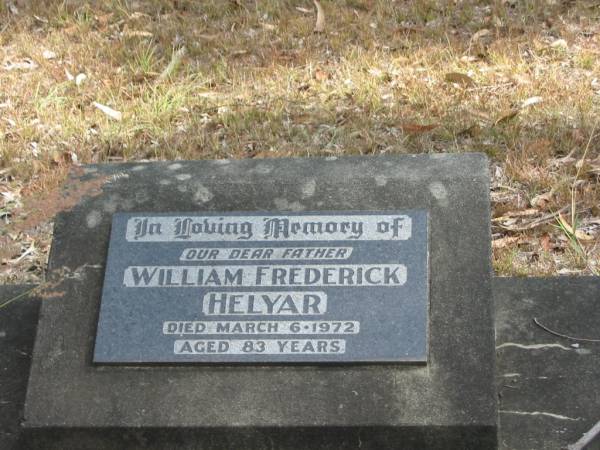 In Loving Memory of
OUR DEAR FATHER
WILLIAM FREDERICK
HELYAR
DIED MARCH 6·1972
AGED 83 YEARS